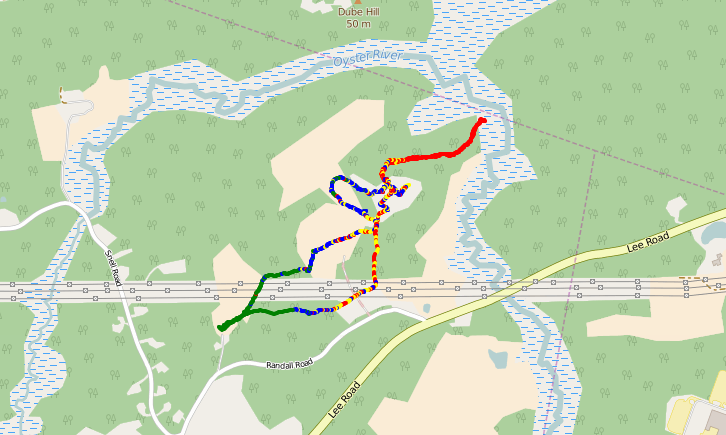 Dube Hill
50 m
Oyster River
Lee Road
Snell Road
Randall Road
Lee Road